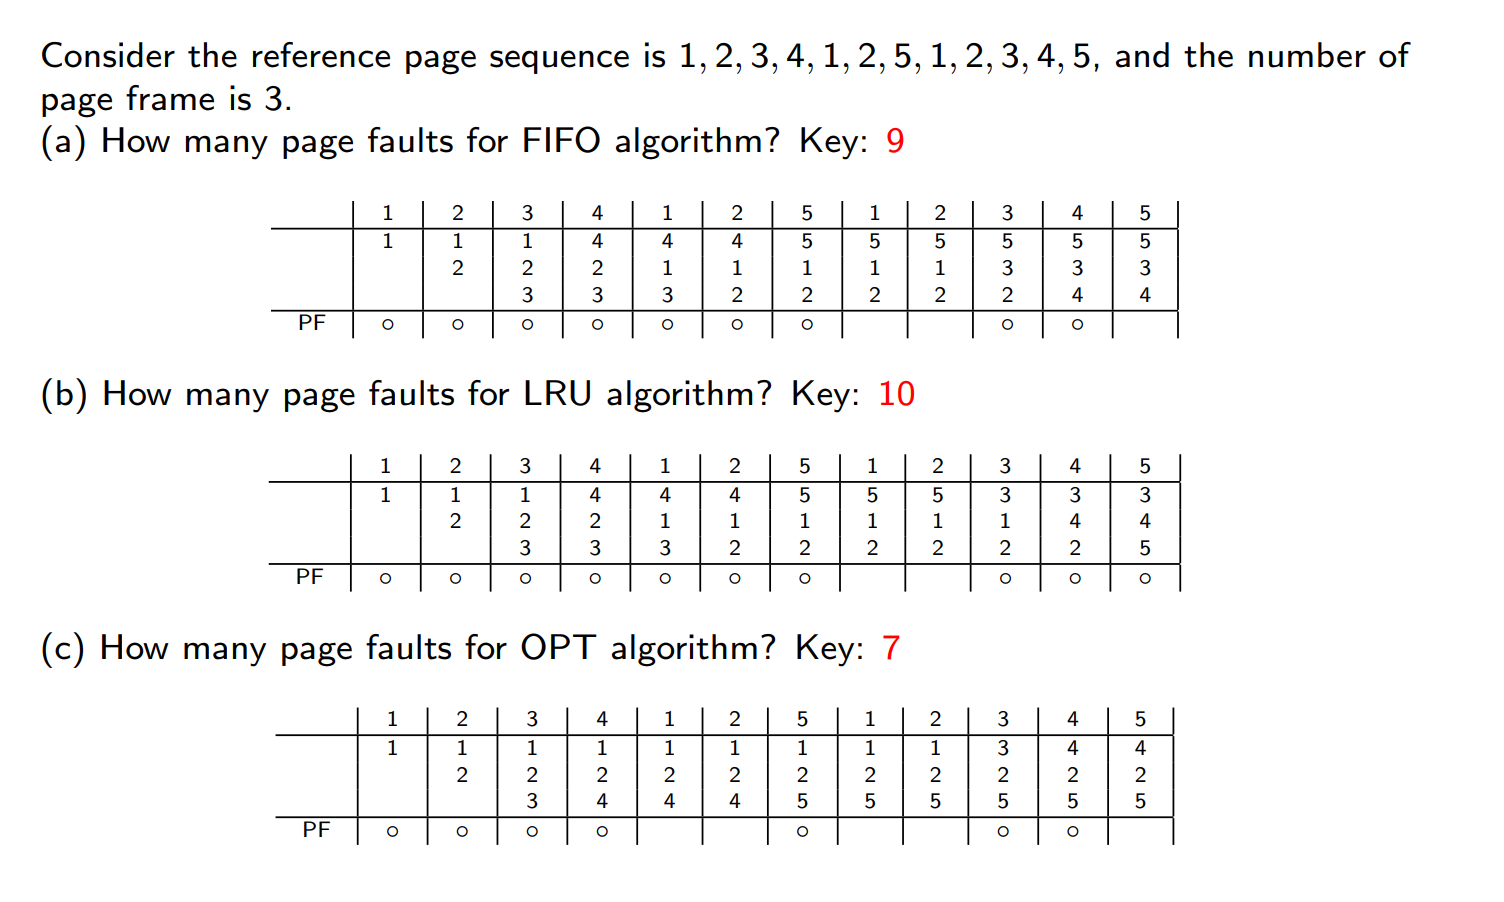 Consider the reference page sequence is 1, 2, 3, 4, 1, 2, 5, 1, 2, 3, 4, 5, and the number of
page frame is 3.
(a) How many page faults for FIFO algorithm? Key: 9
1 2 3 4 1 2 5 1 2 3 4 5
1 1 1 4 4 4 5 5 5 5 5 5
2 2 2 1 1 1 1 1 3 3 3
3 3 3 2 2 2 2 2 4 4
PF ○ ○ ○ ○ ○ ○ ○ ○ ○
(b) How many page faults for LRU algorithm? Key: 10
1 2 3 4 1 2 5 1 2 3 4 5
1 1 1 4 4 4 5 5 5 3 3 3
2 2 2 1 1 1 1 1 1 4 4
3 3 3 2 2 2 2 2 2 5
PF ○ ○ ○ ○ ○ ○ ○ ○ ○ ○
(c) How many page faults for OPT algorithm? Key: 7
1 2 3 4 1 2 5 1 2 3 4 5
1 1 1 1 1 1 1 1 1 3 4 4
2 2 2 2 2 2 2 2 2 2 2
3 4 4 4 5 5 5 5 5 5
PF ○ ○ ○ ○ ○ ○ ○